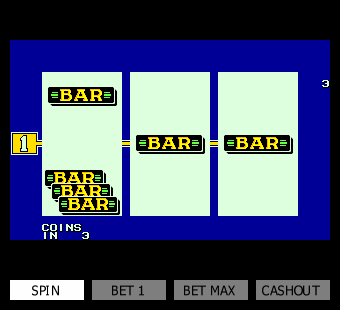 3
BAR
1 BAR BAR
BAR
BAR
BAR
COINS
IN 3
SPIN BET 1 BET MAX CASHOUT